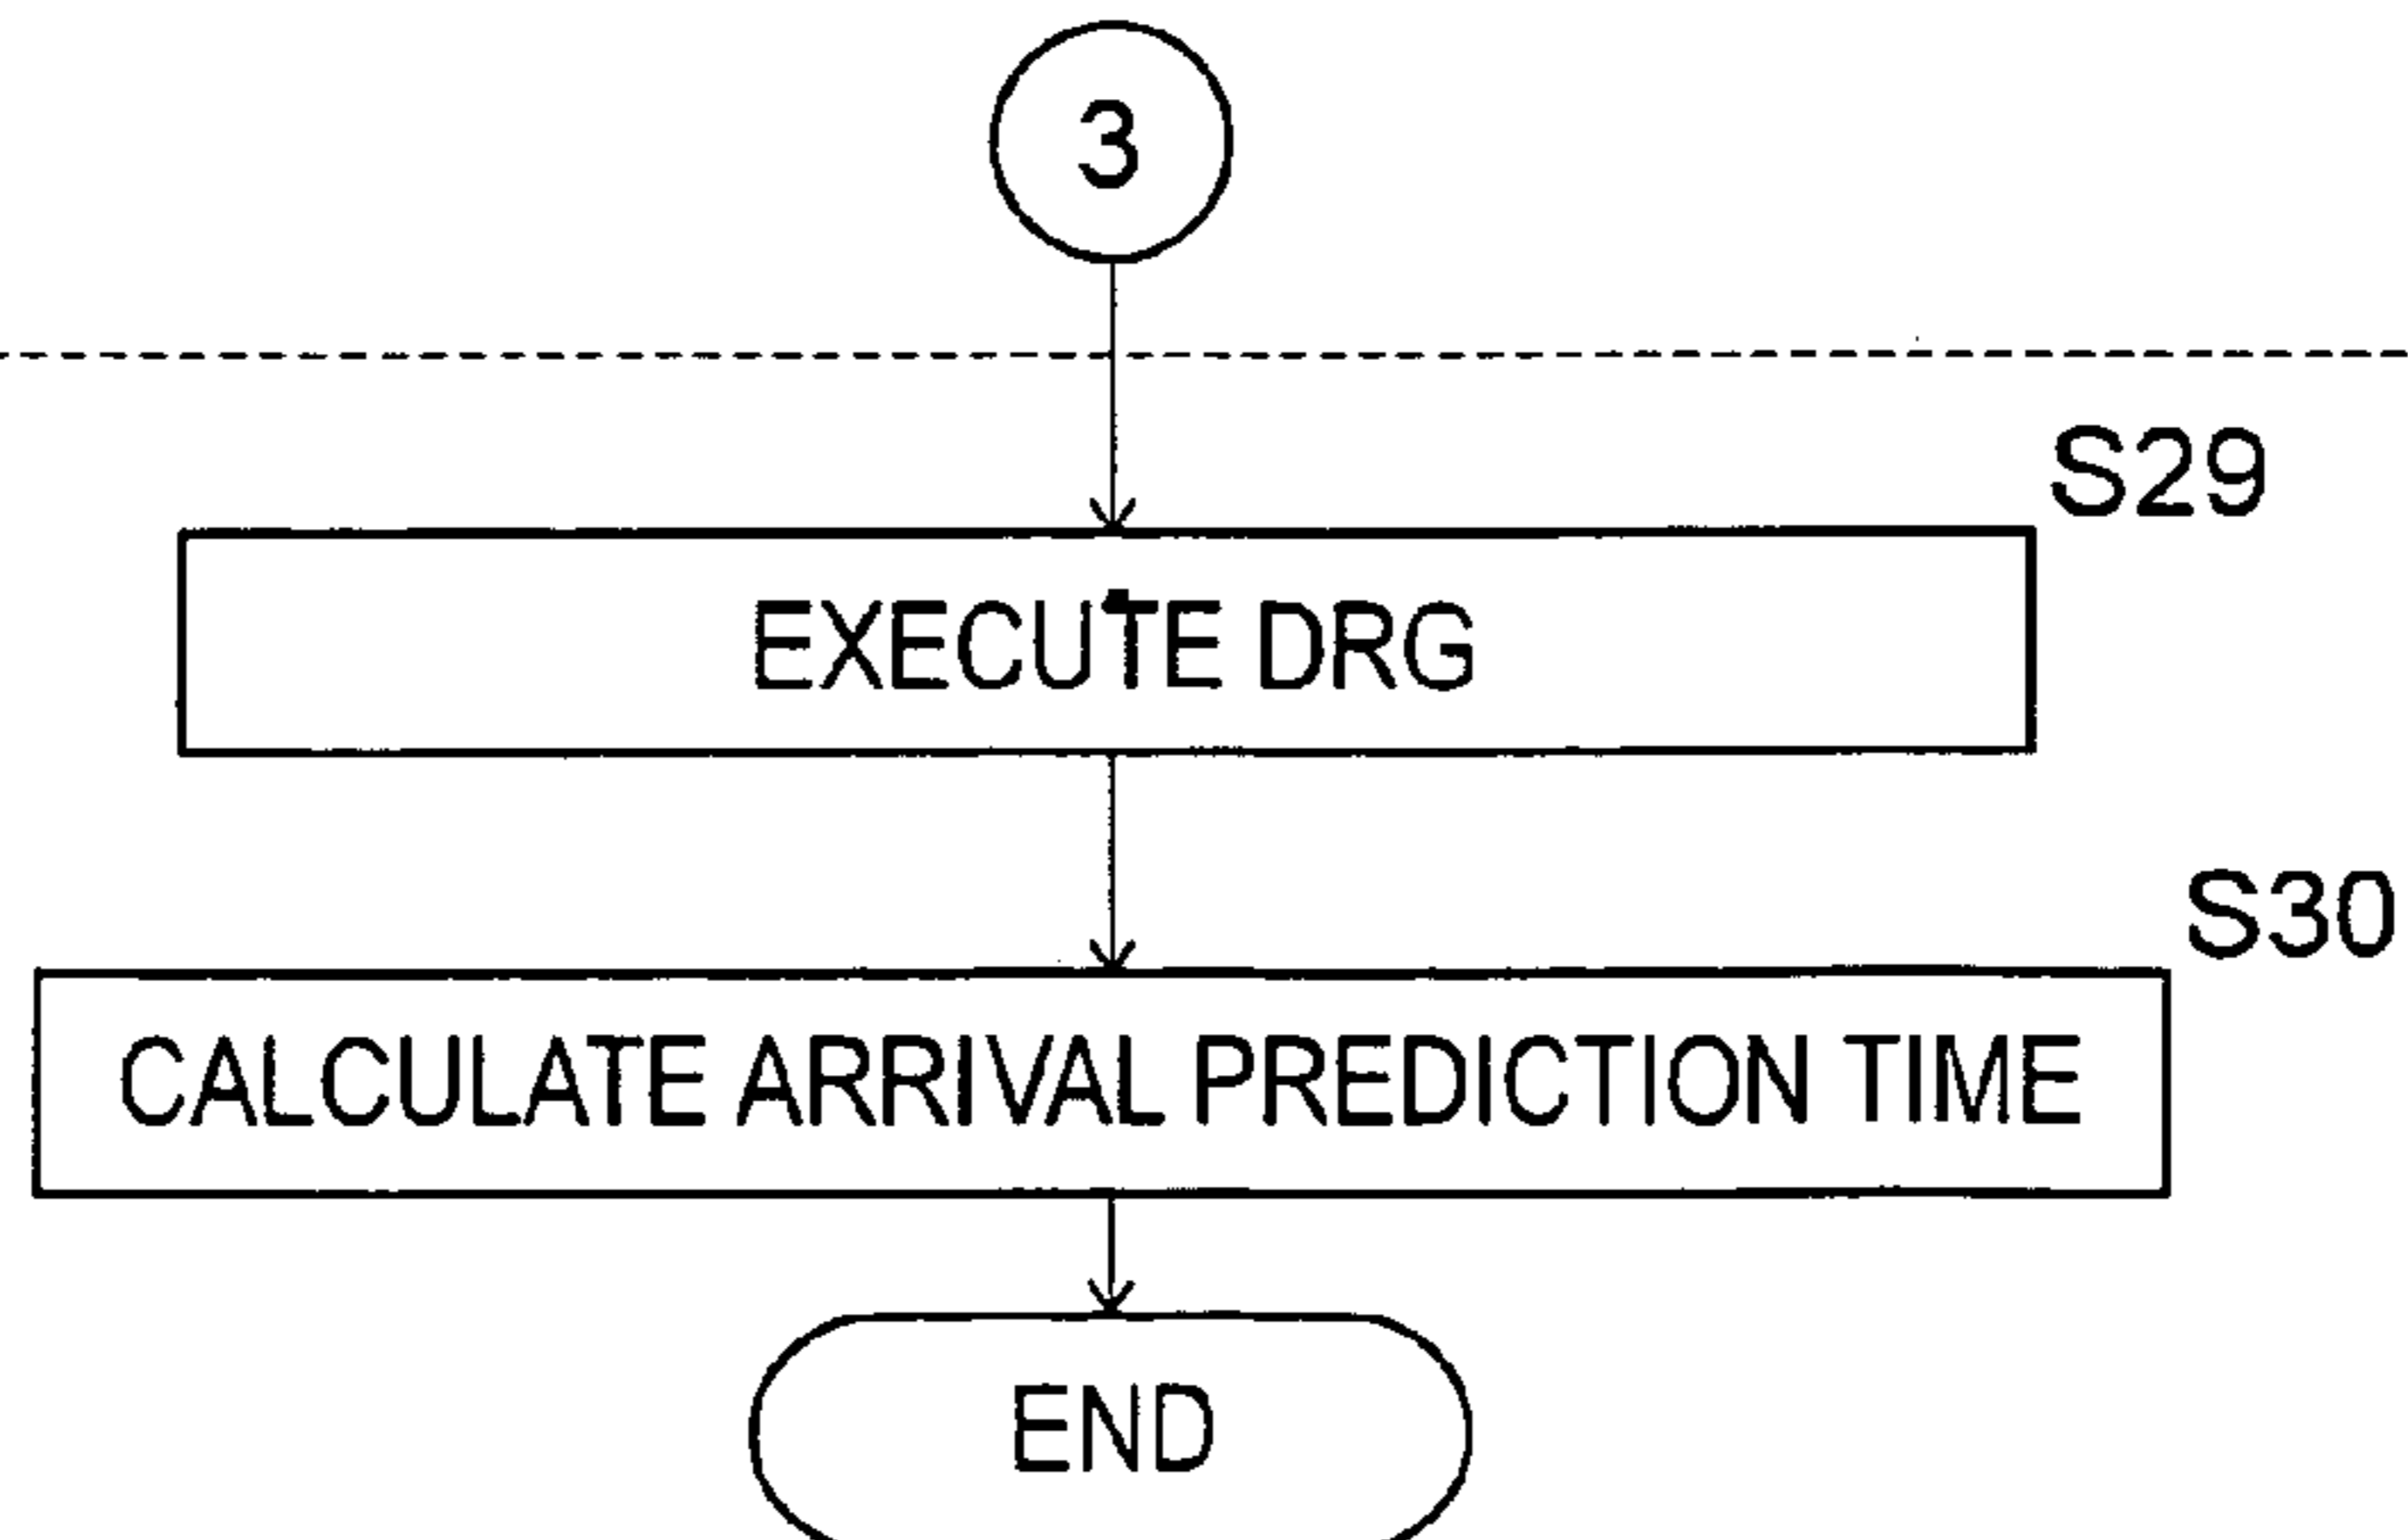 3
S29
EXECUTE DRG
S30
CALCULATE ARRIVAL PREDICTION TIME
END